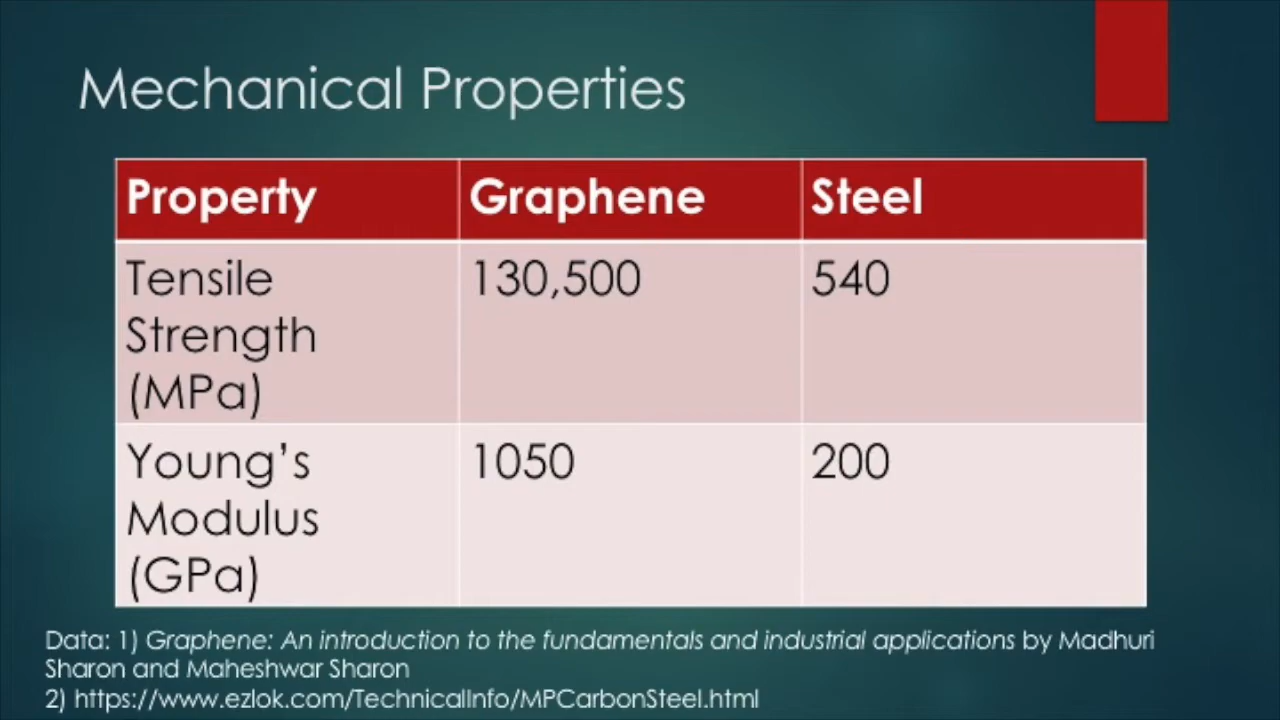 Mechanical Properties
Property Graphene Steel
Tensile 130,500 540
Strength
(MPa)
Young’s 1050 200
Modulus
(GPa)
Data: 1) Graphene: An introduction to the fundamentals and industrial applications by Madhuri
Sharon and Maheshwar Sharon
2) https://www.ezlok.com/TechnicalInfo/MPCarbonSteel.html